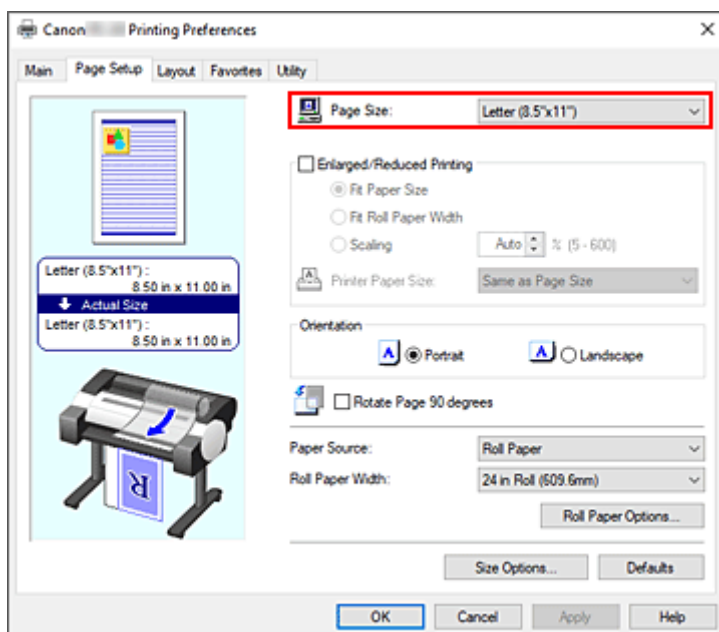 Canon Printing Preferences
Main Page Setup Layout Favorites Utility
Page Size: Letter (8.5"x11")
Enlarged/Reduced Printing
Fit Paper Size
Fit Roll Paper Width
Scaling Auto % (5 - 600)
Printer Paper Size: Same as Page Size
Letter (8.5"x11") :
8.50 in x 11.00 in
Actual Size
Letter (8.5"x11") :
8.50 in x 11.00 in
Orientation
A Portrait A Landscape
Rotate Page 90 degrees
R
Paper Source: Roll Paper
Roll Paper Width: 24 in Roll (609.6mm)
Roll Paper Options...
Size Options... Defaults
OK Cancel Apply Help